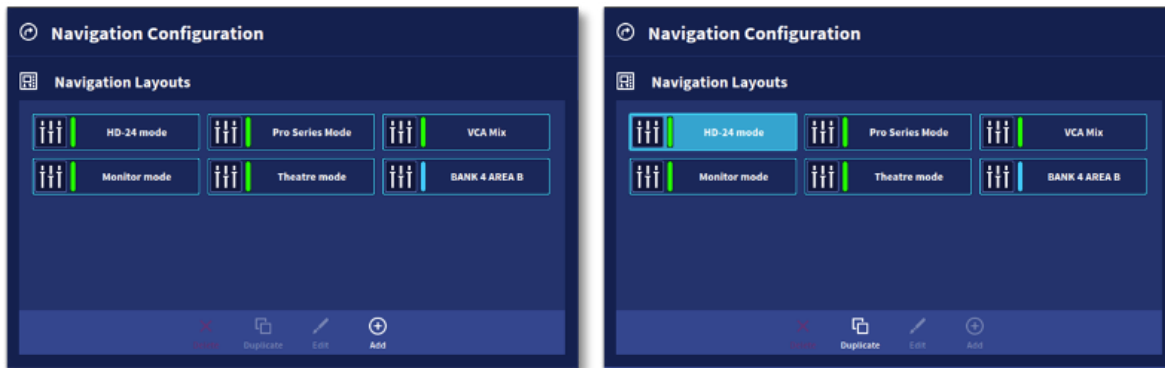 Navigation Configuration
Navigation Layouts
HD-24 mode
Pro Series Mode
VCA Mix
Monitor mode
Theatre mode
BANK 4 AREA B
Duplicate
Edit
Add
Navigation Configuration
Navigation Layouts
HD-24 mode
Pro Series Mode
VCA Mix
Monitor mode
Theatre mode
BANK 4 AREA B
Duplicate
Edit
Add